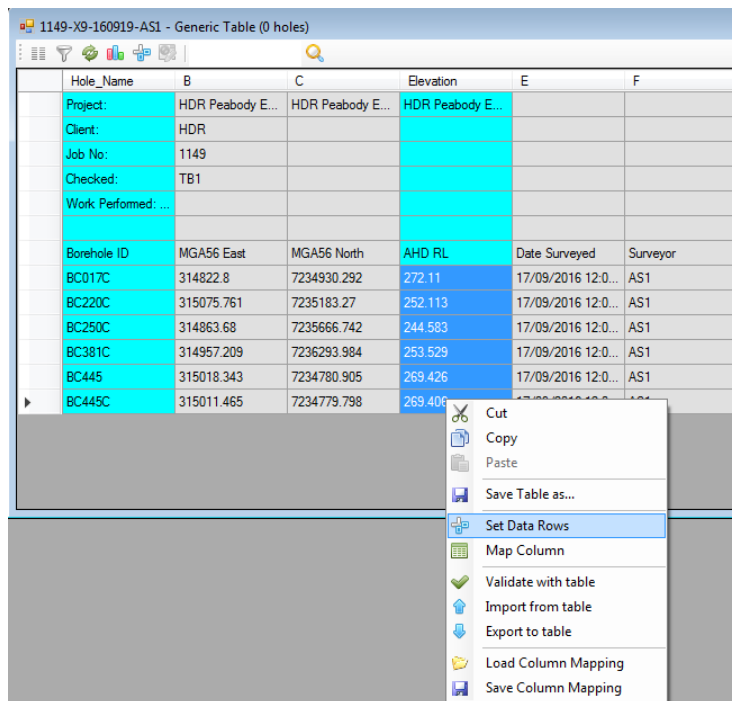 1149-X9-160919-AS1 - Generic Table (0 holes)
Hole_Name B C Elevation E F
Project: HDR Peabody E... HDR Peabody E... HDR Peabody E...
Client: HDR
Job No: 1149
Checked: TB1
Work Performed: ...
Borehole ID MGA56 East MGA56 North AHD RL Date Surveyed Surveyor
BC017C 314822.8 7234930.292 272.11 17/09/2016 12:0... AS1
BC220C 315075.761 7235183.27 252.113 17/09/2016 12:0... AS1
BC250C 314863.68 7235666.742 244.583 17/09/2016 12:0... AS1
BC381C 314957.209 7236293.984 253.529 17/09/2016 12:0... AS1
BC445 315018.343 7234780.905 269.426 17/09/2016 12:0... AS1
BC445C 315011.465 7234779.798 269.406
Cut
Copy
Paste
Save Table as...
Set Data Rows
Map Column
Validate with table
Import from table
Export to table
Load Column Mapping
Save Column Mapping